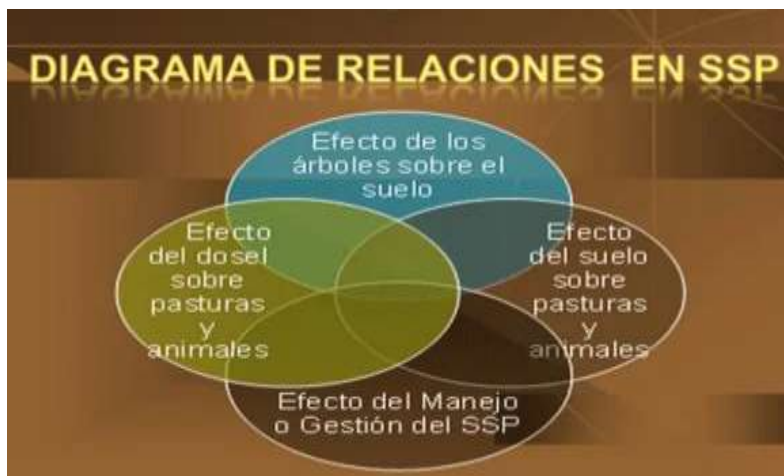 DIAGRAMA DE RELACIONES EN SSP
Efecto de los
árboles sobre el
suelo
Efecto
del dosel
sobre
pasturas
y
animales
Efecto
del suelo
sobre
pasturas
y
animales
Efecto del Manejo
o Gestión del SSP